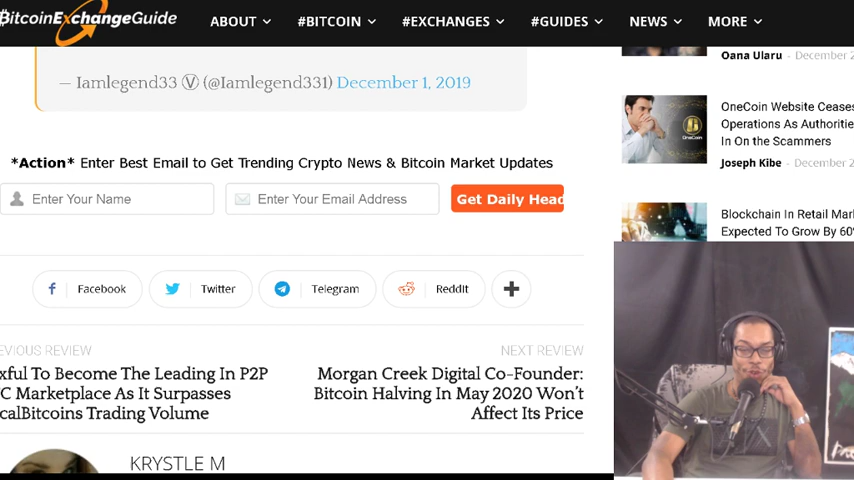 BitcoinExchangeGuide
ABOUT #BITCOIN #EXCHANGES #GUIDES NEWS MORE
— Iamlegend33 Ⓥ (@Iamlegend331) December 1, 2019
*Action* Enter Best Email to Get Trending Crypto News & Bitcoin Market Updates
Enter Your Name
Enter Your Email Address
Get Daily Head
Facebook
Twitter
Telegram
ReddIt
EVIOUS REVIEW
xful To Become The Leading In P2P
C Marketplace As It Surpasses
calBitcoins Trading Volume
NEXT REVIEW
Morgan Creek Digital Co-Founder:
Bitcoin Halving In May 2020 Won't
Affect Its Price
KRYSTLE M
Oana Ularu - December 2
OneCoin Website Ceases
Operations As Authorities
In On the Scammers
Joseph Kibe - December 2
Blockchain In Retail Mar
Expected To Grow By 60